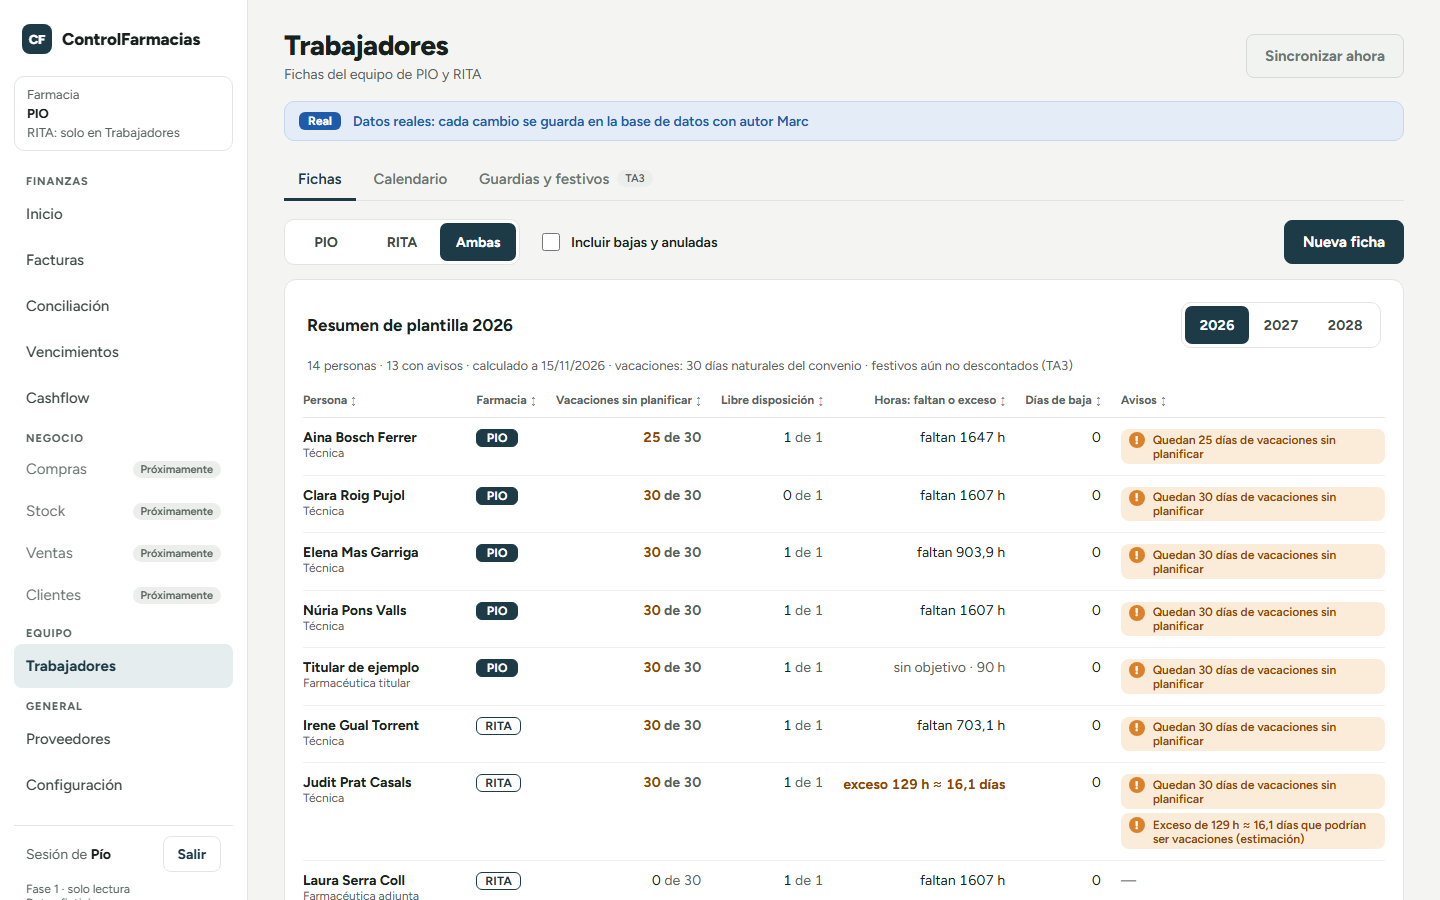 CF ControlFarmacias
Farmacia
PIO
RITA: solo en Trabajadores
FINANZAS
Inicio
Facturas
Conciliación
Vencimientos
Cashflow
NEGOCIO
Compras Próximamente
Stock Próximamente
Ventas Próximamente
Clientes Próximamente
EQUIPO
Trabajadores
GENERAL
Proveedores
Configuración
Sesión de Pío Salir
Fase 1 · solo lectura
Trabajadores
Fichas del equipo de PIO y RITA
Sincronizar ahora
Real Datos reales: cada cambio se guarda en la base de datos con autor Marc
Fichas Calendario Guardias y festivos TA3
PIO RITA Ambas Incluir bajas y anuladas Nueva ficha
Resumen de plantilla 2026 2026 2027 2028
14 personas · 13 con avisos · calculado a 15/11/2026 · vacaciones: 30 días naturales del convenio · festivos aún no descontados (TA3)
Persona ↕ Farmacia ↕ Vacaciones sin planificar ↕ Libre disposición ↕ Horas: faltan o exceso ↕ Días de baja ↕ Avisos ↕
Aina Bosch Ferrer PIO 25 de 30 1 de 1 faltan 1647 h 0 ! Quedan 25 días de vacaciones sin
Técnica planificar
Clara Roig Pujol PIO 30 de 30 0 de 1 faltan 1607 h 0 ! Quedan 30 días de vacaciones sin
Técnica planificar
Elena Mas Garriga PIO 30 de 30 1 de 1 faltan 903,9 h 0 ! Quedan 30 días de vacaciones sin
Técnica planificar
Núria Pons Valls PIO 30 de 30 1 de 1 faltan 1607 h 0 ! Quedan 30 días de vacaciones sin
Técnica planificar
Titular de ejemplo PIO 30 de 30 1 de 1 sin objetivo · 90 h 0 ! Quedan 30 días de vacaciones sin
Farmacéutica titular planificar
Irene Gual Torrent RITA 30 de 30 1 de 1 faltan 703,1 h 0 ! Quedan 30 días de vacaciones sin
Técnica planificar
Judit Prat Casals RITA 30 de 30 1 de 1 exceso 129 h ≈ 16,1 días 0 ! Quedan 30 días de vacaciones sin
Técnica planificar
! Exceso de 129 h ≈ 16,1 días que podrían
ser vacaciones (estimación)
Laura Serra Coll RITA 0 de 30 1 de 1 faltan 1607 h 0 —
Farmacéutica adjunta